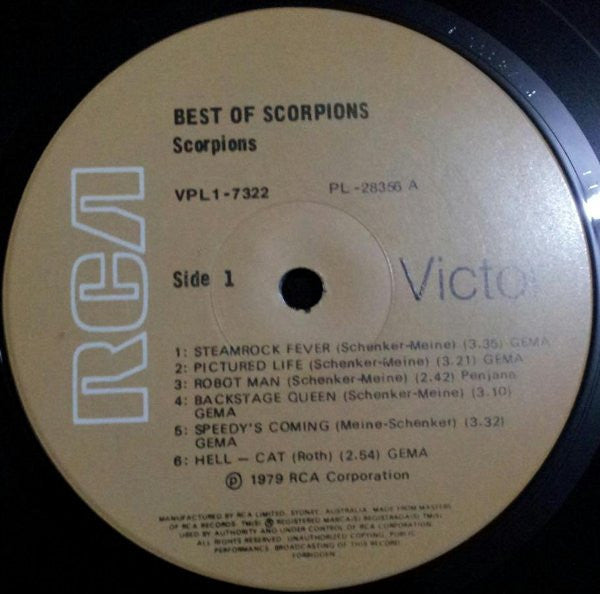 BEST OF SCORPIONS
Scorpions
VPL1-7322 PL-28356 A
RCA
Side 1
Victor
1: STEAMROCK FEVER (Schenker-Meine) (3.35) GEMA
2: PICTURED LIFE (Schenker-Meine) (3.21) GEMA
3: ROBOT MAN (Schenker-Meine) (2.42) Penjane
4: BACKSTAGE QUEEN (Schenker-Meine) (3.10)
GEMA
5: SPEEDY'S COMING (Meine-Schenker) (3.32)
GEMA
6: HELL — CAT (Roth) (2.54) GEMA
Ⓟ 1979 RCA Corporation
MANUFACTURED BY RCA LIMITED, SYDNEY, AUSTRALIA. MADE FROM MASTERS
OF RCA RECORDS. TM(S) ® REGISTERED MARCA(S) REGISTRADA(S) TM(S)
USED BY AUTHORITY AND UNDER CONTROL OF RCA CORPORATION.
ALL RIGHTS RESERVED. UNAUTHORIZED COPYING, PUBLIC
PERFORMANCE, BROADCASTING OF THIS RECORD
FORBIDDEN